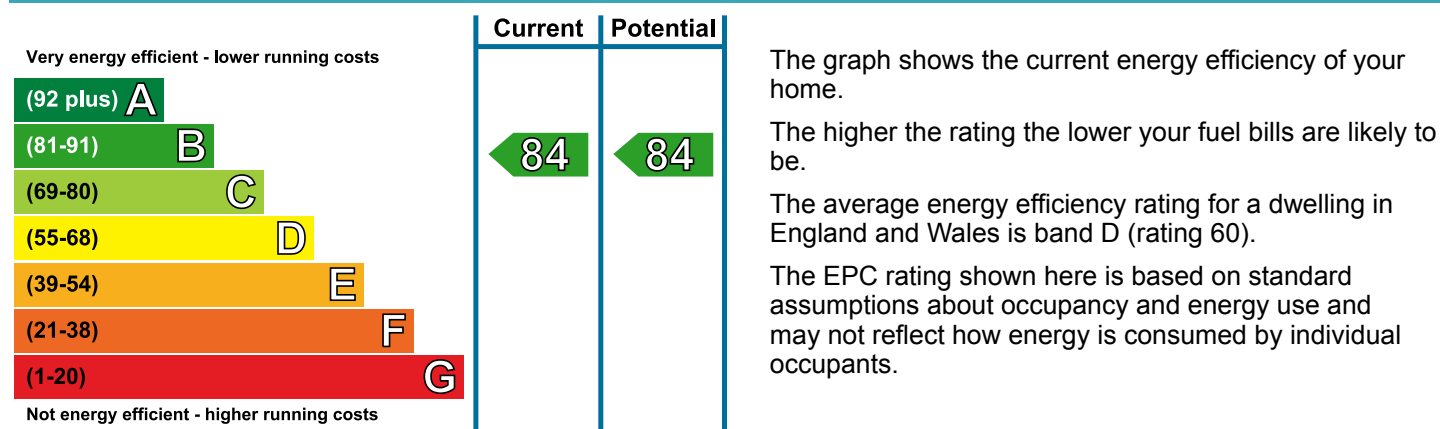 Current Potential
Very energy efficient - lower running costs
(92 plus) A
(81-91) B
84 84
(69-80) C
(55-68) D
(39-54) E
(21-38) F
(1-20) G
Not energy efficient - higher running costs
The graph shows the current energy efficiency of your
home.
The higher the rating the lower your fuel bills are likely to
be.
The average energy efficiency rating for a dwelling in
England and Wales is band D (rating 60).
The EPC rating shown here is based on standard
assumptions about occupancy and energy use and
may not reflect how energy is consumed by individual
occupants.